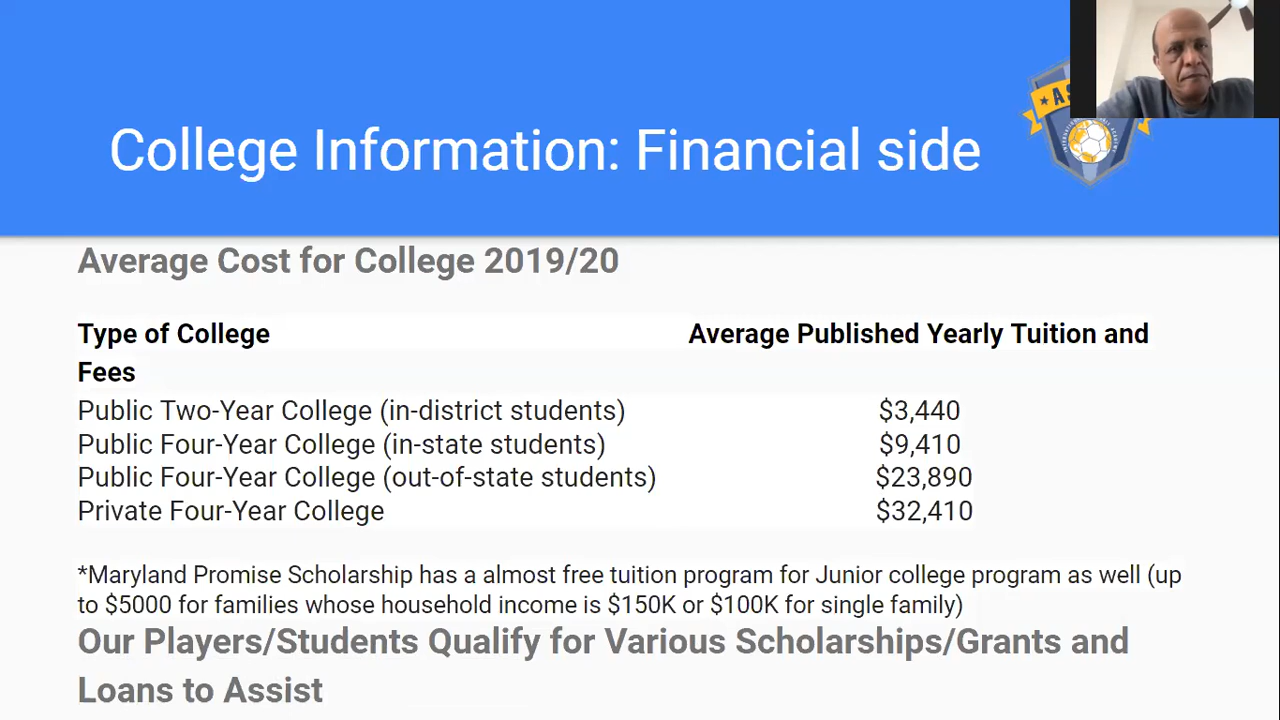 College Information: Financial side
Average Cost for College 2019/20
Type of College Average Published Yearly Tuition and
Fees
Public Two-Year College (in-district students) $3,440
Public Four-Year College (in-state students) $9,410
Public Four-Year College (out-of-state students) $23,890
Private Four-Year College $32,410
*Maryland Promise Scholarship has a almost free tuition program for Junior college program as well (up
to $5000 for families whose household income is $150K or $100K for single family)
Our Players/Students Qualify for Various Scholarships/Grants and
Loans to Assist